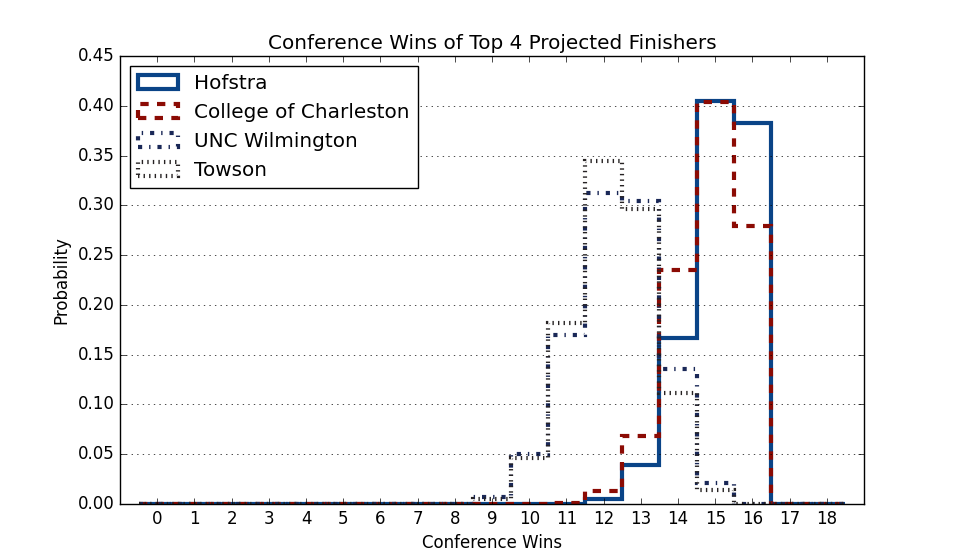 Conference Wins of Top 4 Projected Finishers
0.45
0.40
0.35
0.30
0.25
0.20
0.15
0.10
0.05
0.00
Probability
Hofstra
College of Charleston
UNC Wilmington
Towson
0 1 2 3 4 5 6 7 8 9 10 11 12 13 14 15 16 17 18
Conference Wins